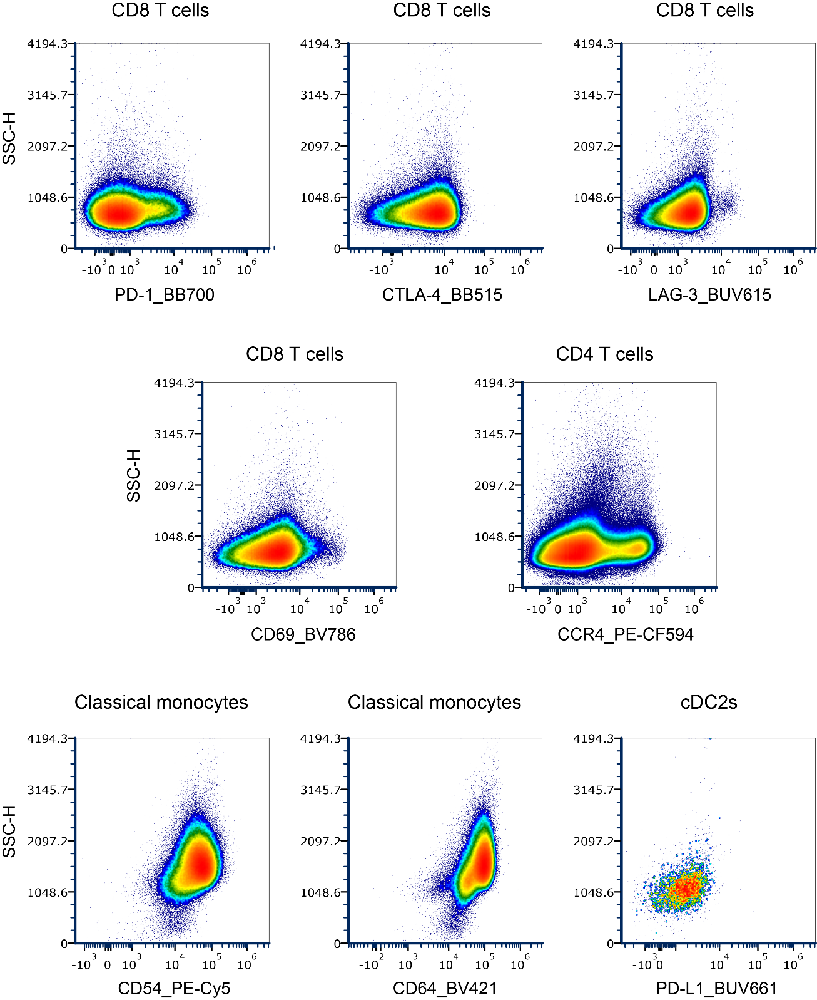 CD8 T cells CD8 T cells CD8 T cells
4194.3 4194.3 4194.3
3145.7 3145.7 3145.7
SSC-H
2097.2 2097.2 2097.2
1048.6 1048.6 1048.6
0 0 0
-10³ 0 10³ 10⁴ 10⁵ 10⁶ -10³ 10⁴ 10⁵ 10⁶ -10³ 0 10³ 10⁴ 10⁵ 10⁶
PD-1_BB700 CTLA-4_BB515 LAG-3_BUV615
CD8 T cells CD4 T cells
4194.3 4194.3
3145.7 3145.7
SSC-H
2097.2 2097.2
1048.6 1048.6
0 0
-10³ 10³ 10⁴ 10⁵ 10⁶ -10³ 0 10³ 10⁴ 10⁵ 10⁶
CD69_BV786 CCR4_PE-CF594
Classical monocytes Classical monocytes cDC2s
4194.3 4194.3 4194.3
3145.7 3145.7 3145.7
SSC-H
2097.2 2097.2 2097.2
1048.6 1048.6 1048.6
0 0 0
-10³ 0 10³ 10⁴ 10⁵ 10⁶ -10² 10³ 10⁴ 10⁵ 10⁶ -10³ 0 10⁴ 10⁵ 10⁶
CD54_PE-Cy5 CD64_BV421 PD-L1_BUV661